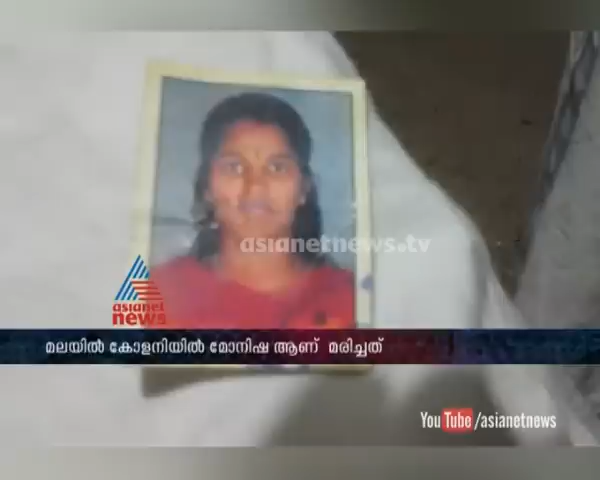 asianetnews.tv
asianet
news
മലയിൽ കോളനിയിൽ മോനിഷ ആണ് മരിച്ചത്
YouTube/asianetnews